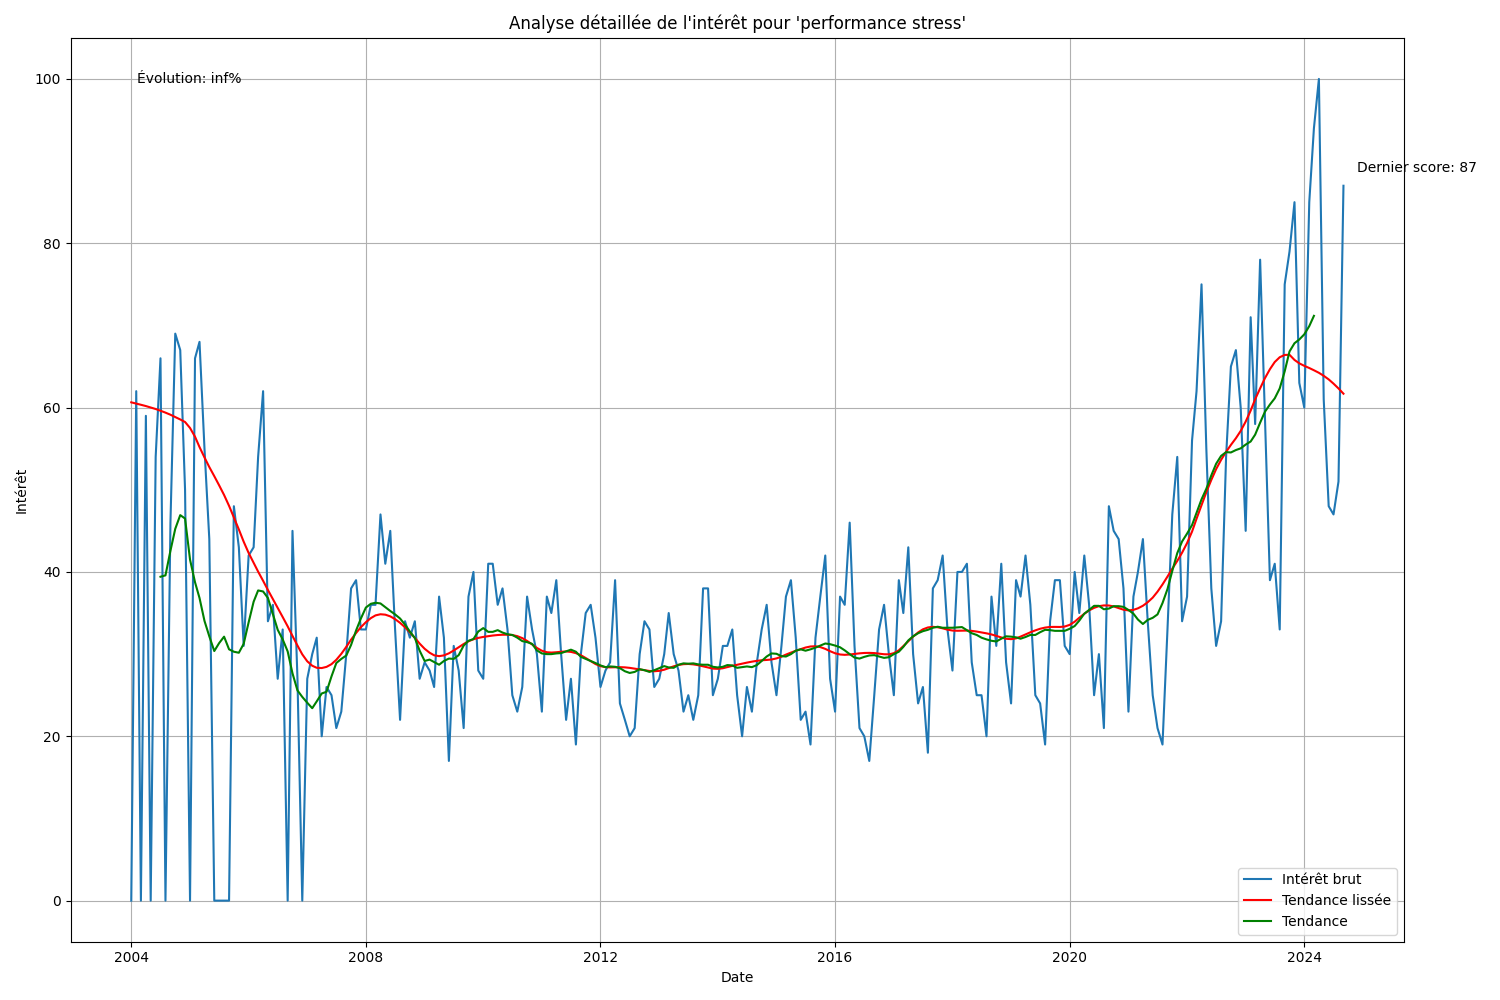 Analyse détaillée de l'intérêt pour 'performance stress'
Évolution: inf%
Dernier score: 87
100
80
60
40
20
0
Intérêt
2004
2008
2012
2016
2020
2024
Date
Intérêt brut
Tendance lissée
Tendance